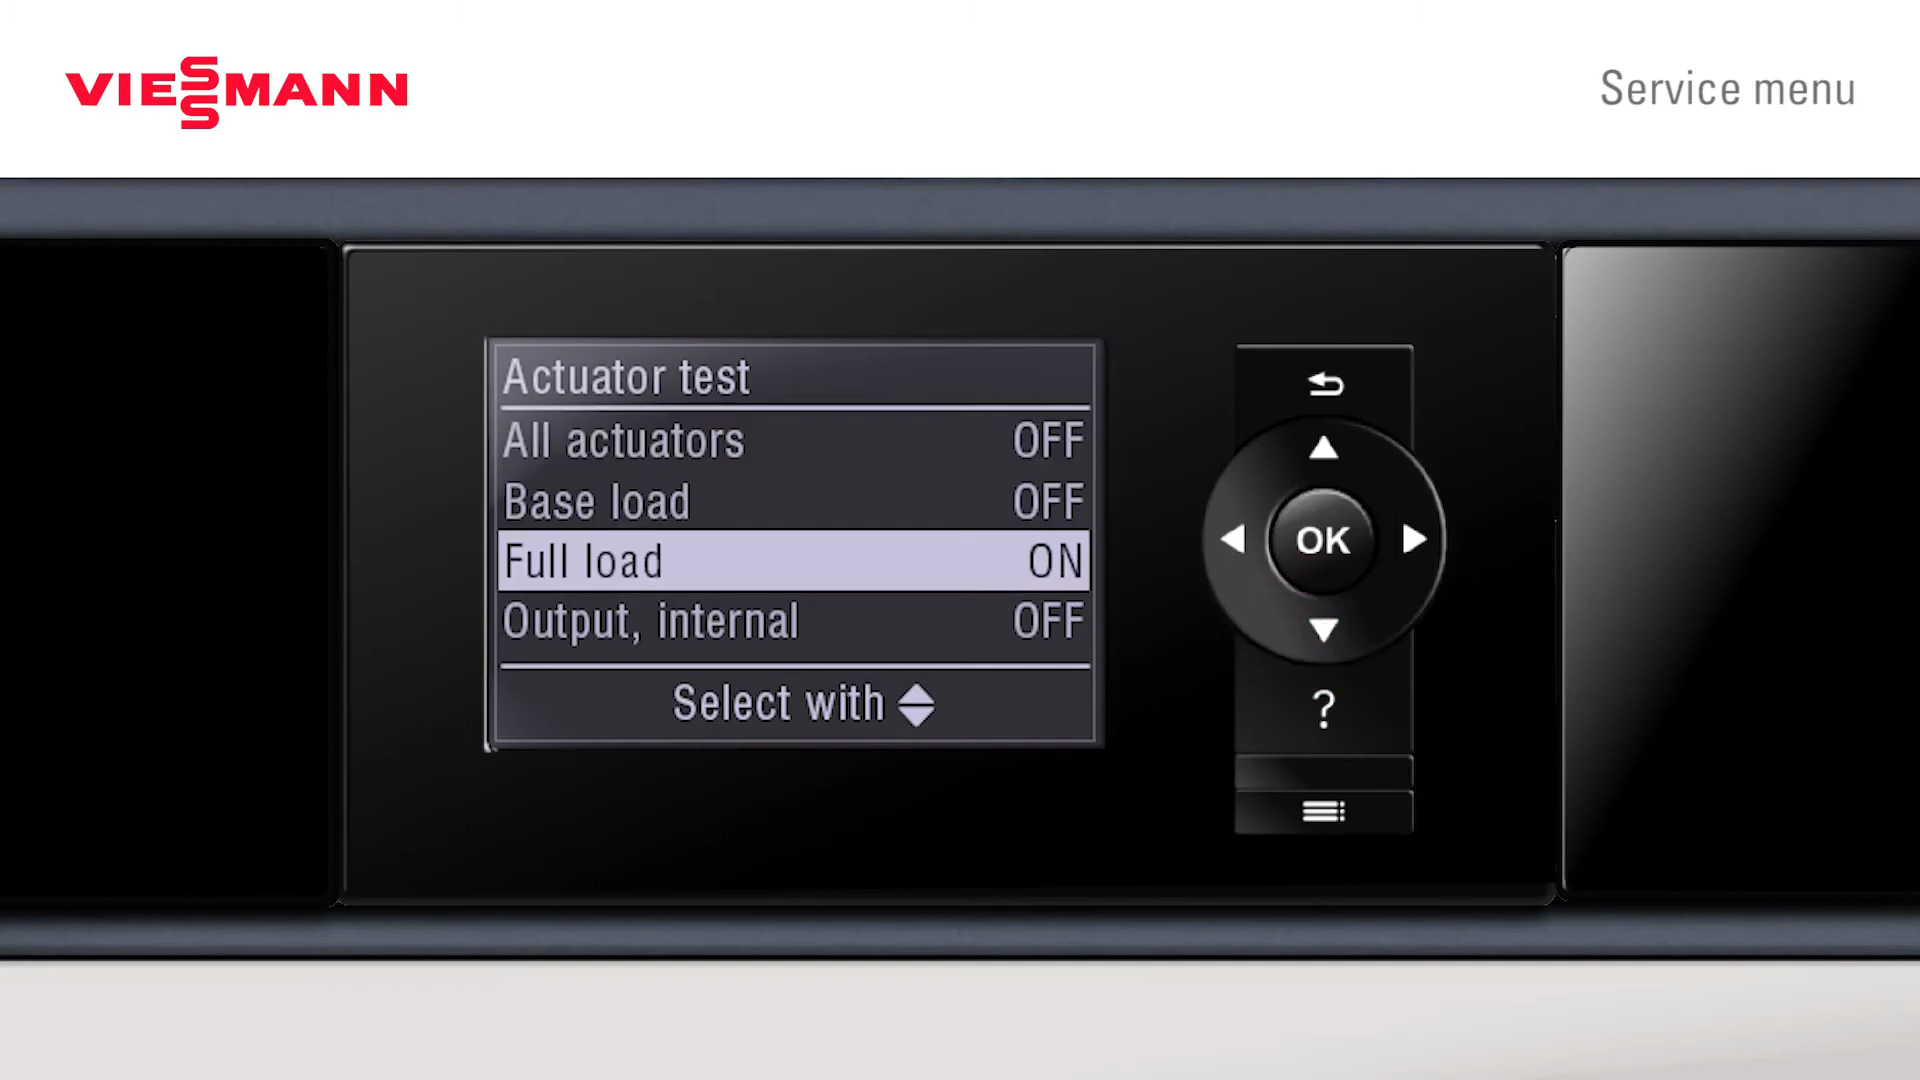 VIESSMANN
Service menu
Actuator test
All actuators OFF
Base load OFF
Full load ON
Output, internal OFF
Select with
OK
?